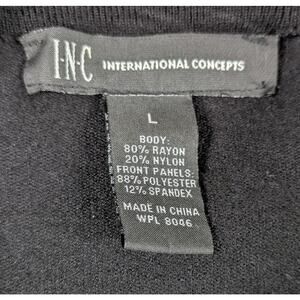 I·N·C INTERNATIONAL CONCEPTS
L
BODY:
80% RAYON
20% NYLON
FRONT PANELS:
88% POLYESTER
12% SPANDEX
MADE IN CHINA
WPL 8046